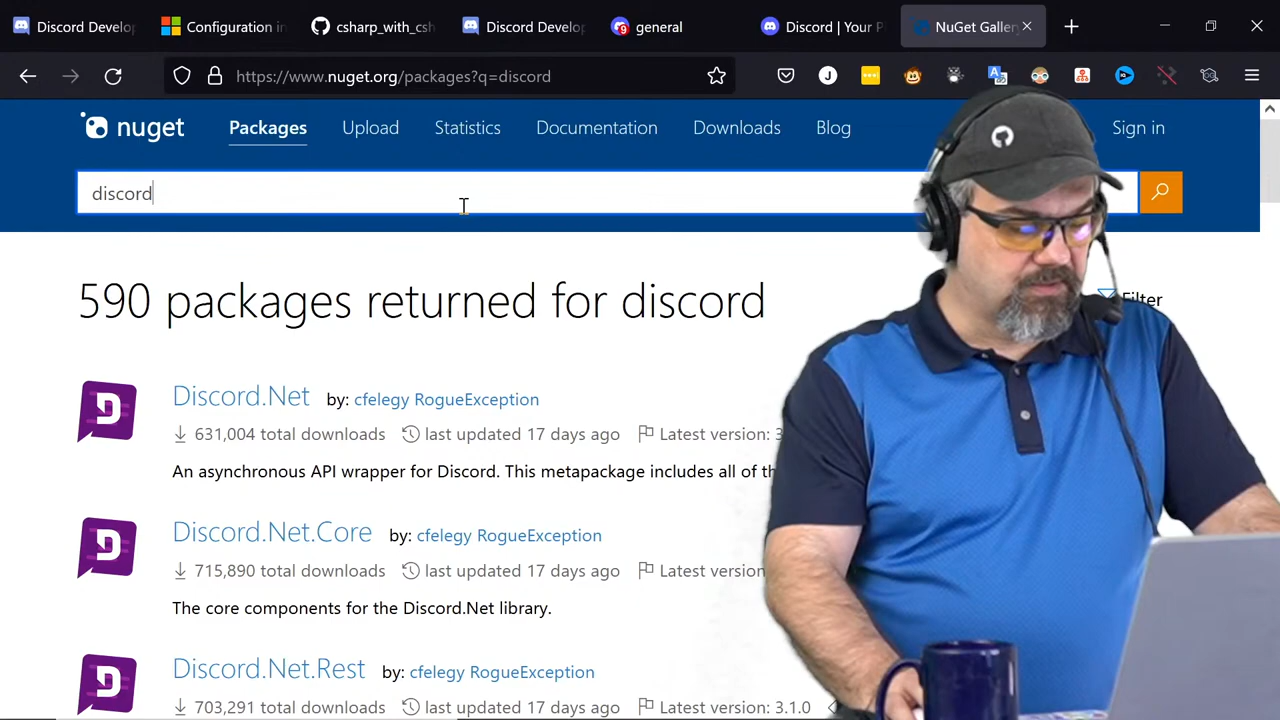 Discord Develo
Configuration in
csharp_with_csh
Discord Develo
general
Discord | Your P
NuGet Gallery
https://www.nuget.org/packages?q=discord
nuget
Packages
Upload
Statistics
Documentation
Downloads
Blog
Sign in
discord
590 packages returned for discord
Filter
Discord.Net by: cfelegy RogueException
631,004 total downloads last updated 17 days ago Latest version: 3
An asynchronous API wrapper for Discord. This metapackage includes all of th
Discord.Net.Core by: cfelegy RogueException
715,890 total downloads last updated 17 days ago Latest version
The core components for the Discord.Net library.
Discord.Net.Rest by: cfelegy RogueException
703,291 total downloads last updated 17 days ago Latest version: 3.1.0